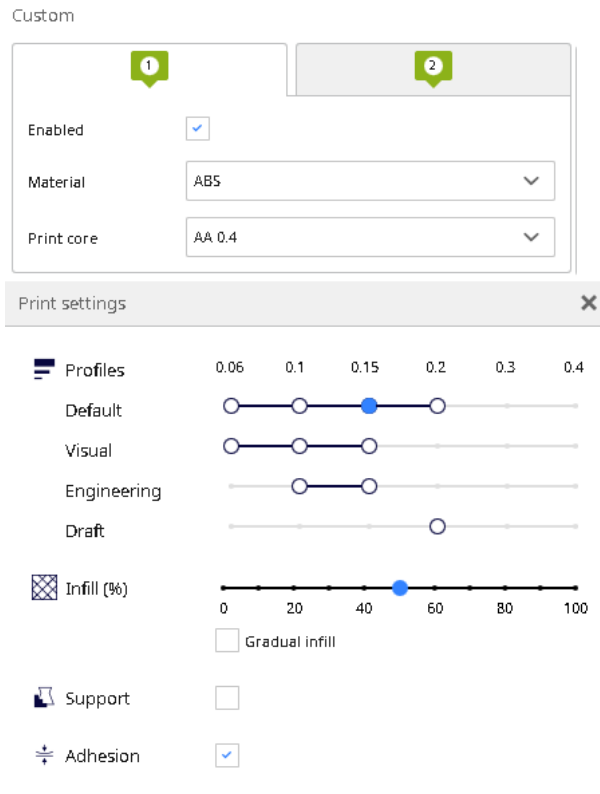 Custom
1 2
Enabled
Material ABS
Print core AA 0.4
Print settings
Profiles 0.06 0.1 0.15 0.2 0.3 0.4
Default
Visual
Engineering
Draft
Infill (%)
0 20 40 60 80 100
Gradual infill
Support
Adhesion